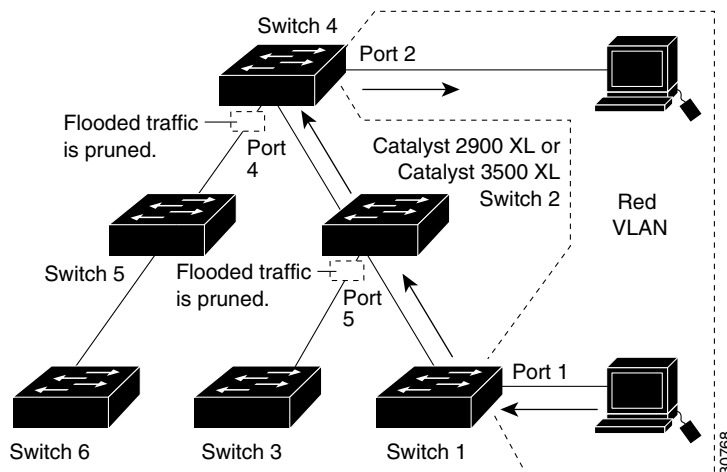 Switch 4
Port 2
Flooded traffic
is pruned.
Port
4
Catalyst 2900 XL or
Catalyst 3500 XL
Switch 2
Red
VLAN
Switch 5
Flooded traffic
is pruned.
Port
5
Port 1
Switch 6
Switch 3
Switch 1
30768